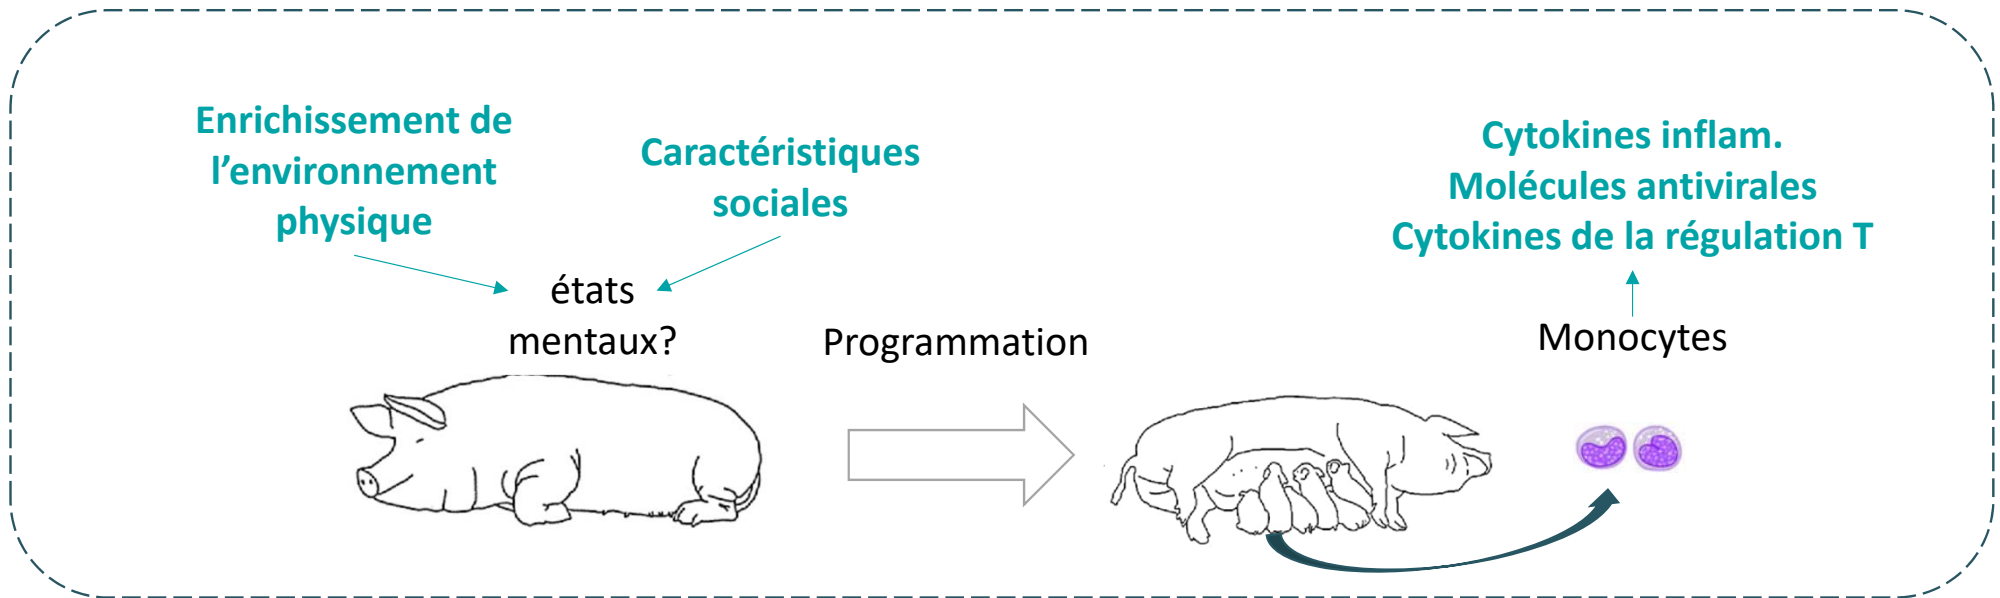 Enrichissement de
l’environnement
physique
Caractéristiques
sociales
états
mentaux?
Programmation
Cytokines inflam.
Molécules antivirales
Cytokines de la régulation T
Monocytes